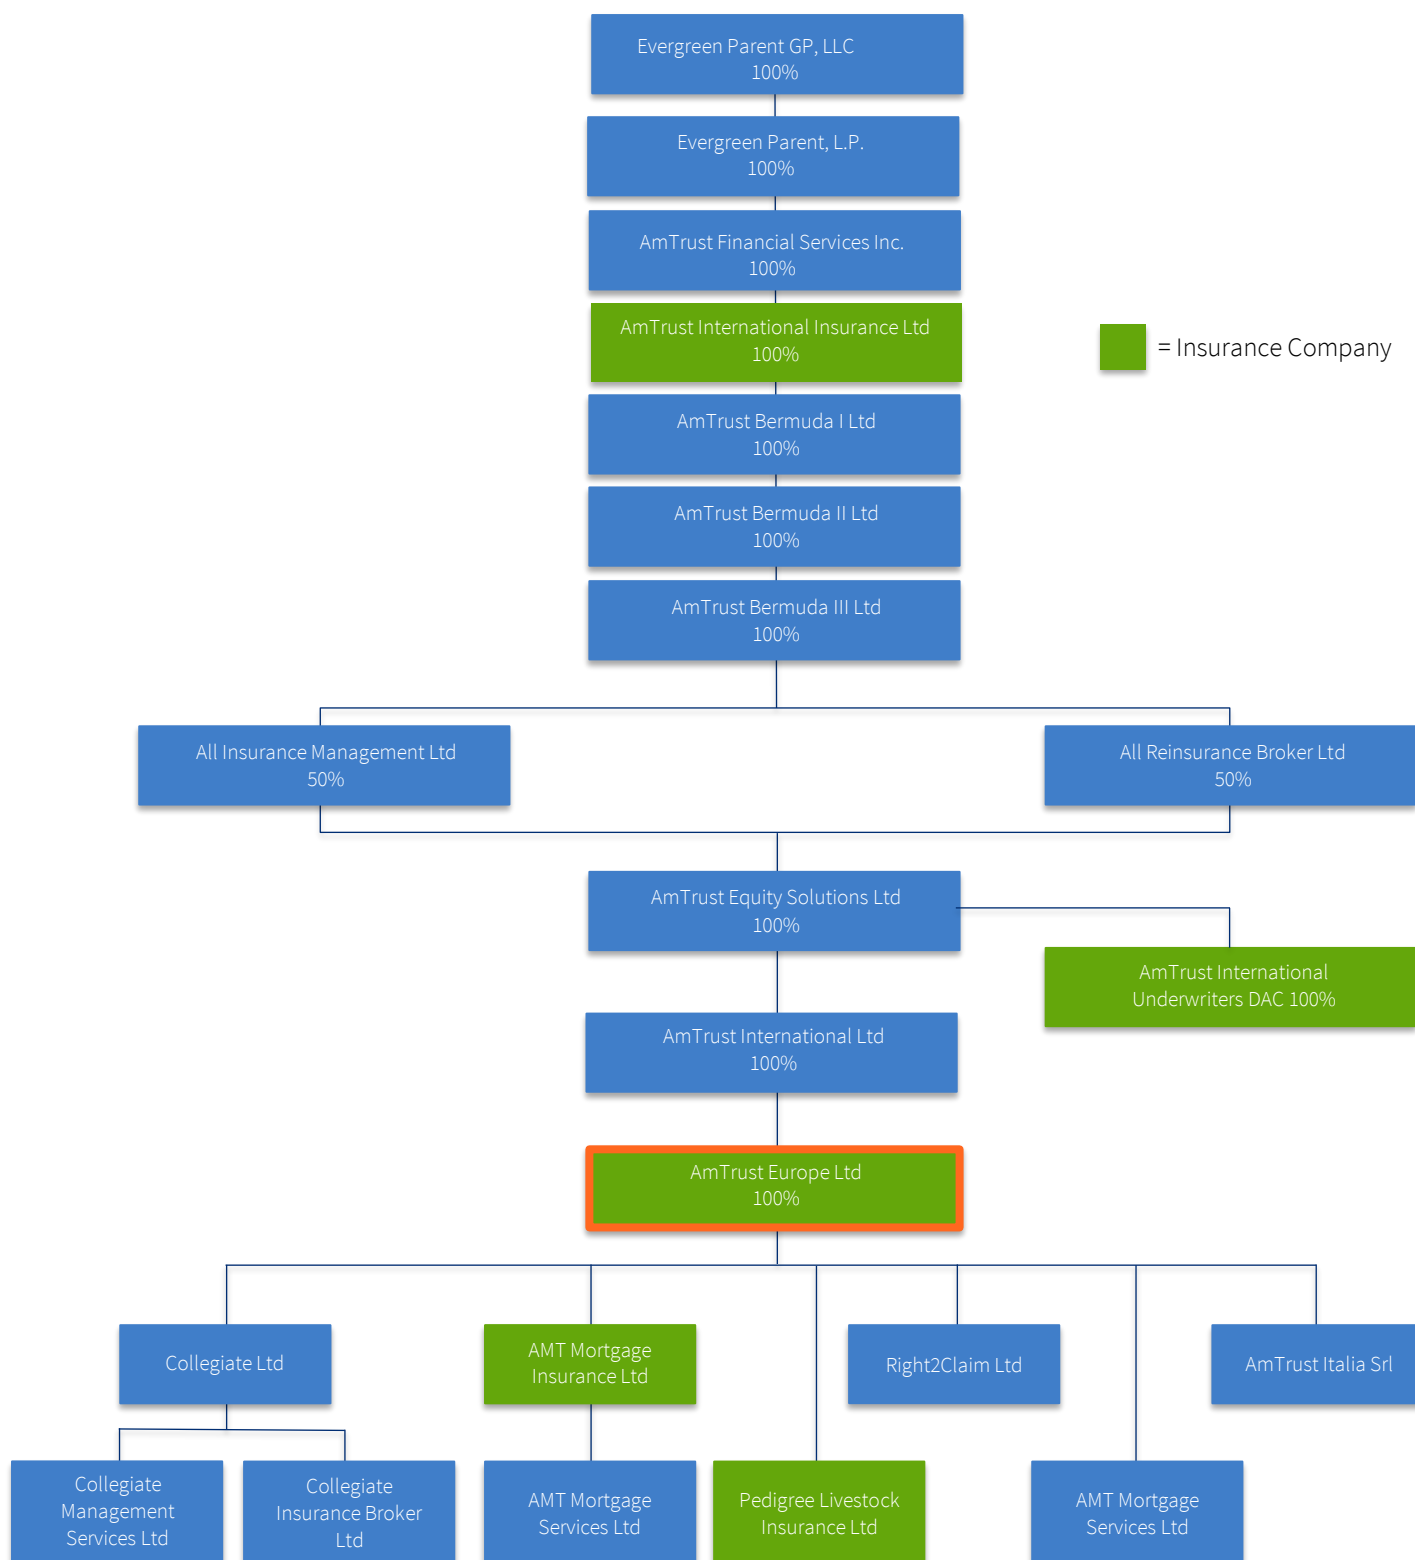 Evergreen Parent GP, LLC
100%
Evergreen Parent, L.P.
100%
AmTrust Financial Services Inc.
100%
AmTrust International Insurance Ltd
100%
= Insurance Company
AmTrust Bermuda I Ltd
100%
AmTrust Bermuda II Ltd
100%
AmTrust Bermuda III Ltd
100%
All Insurance Management Ltd
50%
All Reinsurance Broker Ltd
50%
AmTrust Equity Solutions Ltd
100%
AmTrust International
Underwriters DAC 100%
AmTrust International Ltd
100%
AmTrust Europe Ltd
100%
Collegiate Ltd
AMT Mortgage
Insurance Ltd
Right2Claim Ltd
AmTrust Italia Srl
Collegiate
Management
Services Ltd
Collegiate
Insurance Broker
Ltd
AMT Mortgage
Services Ltd
Pedigree Livestock
Insurance Ltd
AMT Mortgage
Services Ltd